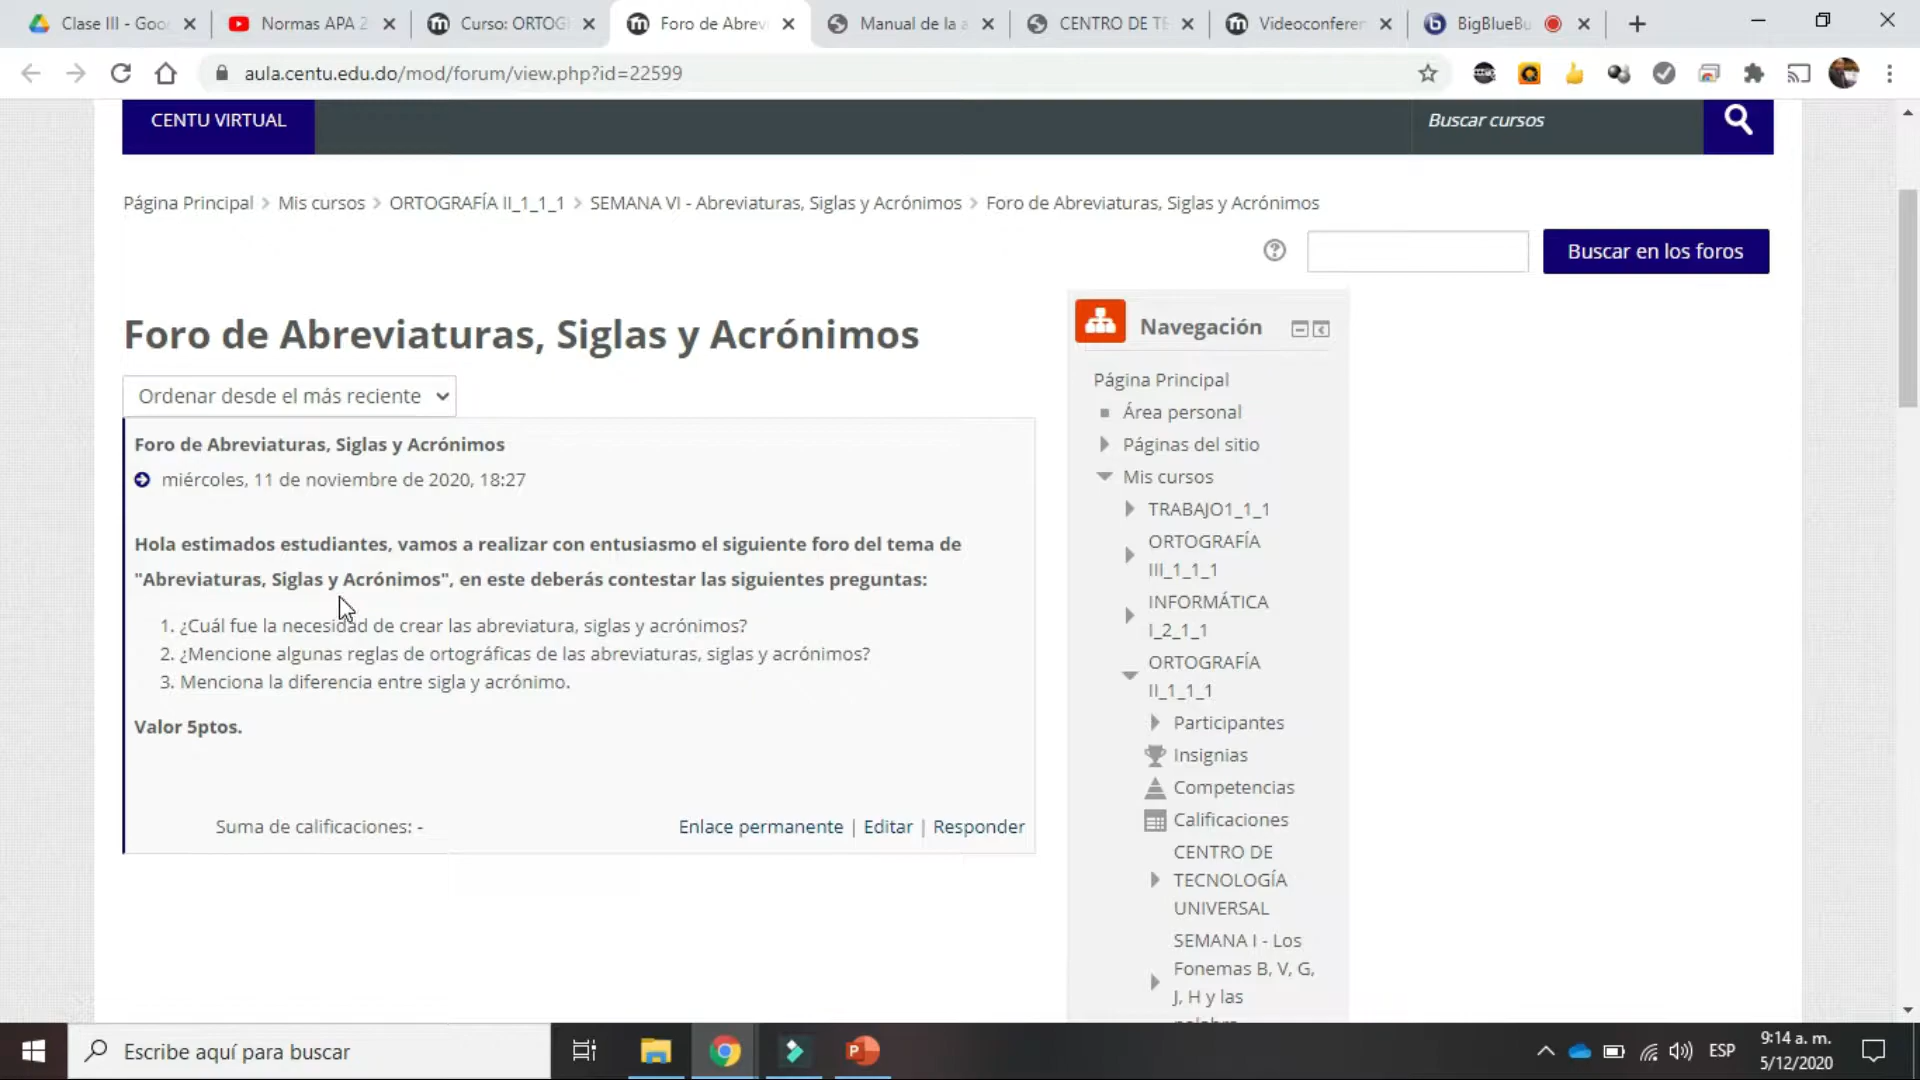 Clase III - Goo
Normas APA 2
Curso: ORTOG
Foro de Abrev
Manual de la a
CENTRO DE TE
Videoconferen
BigBlueBu
aula.centu.edu.do/mod/forum/view.php?id=22599
CENTU VIRTUAL
Buscar cursos
Página Principal > Mis cursos > ORTOGRAFÍA II_1_1_1 > SEMANA VI - Abreviaturas, Siglas y Acrónimos > Foro de Abreviaturas, Siglas y Acrónimos
Buscar en los foros
Foro de Abreviaturas, Siglas y Acrónimos
Ordenar desde el más reciente
Foro de Abreviaturas, Siglas y Acrónimos
miércoles, 11 de noviembre de 2020, 18:27
Hola estimados estudiantes, vamos a realizar con entusiasmo el siguiente foro del tema de
"Abreviaturas, Siglas y Acrónimos", en este deberás contestar las siguientes preguntas:
1. ¿Cuál fue la necesidad de crear las abreviatura, siglas y acrónimos?
2. ¿Mencione algunas reglas de ortográficas de las abreviaturas, siglas y acrónimos?
3. Menciona la diferencia entre sigla y acrónimo.
Valor 5ptos.
Suma de calificaciones: -
Enlace permanente | Editar | Responder
Navegación
Página Principal
Área personal
Páginas del sitio
Mis cursos
TRABAJO1_1_1
ORTOGRAFÍA
III_1_1_1
INFORMÁTICA
I_2_1_1
ORTOGRAFÍA
II_1_1_1
Participantes
Insignias
Competencias
Calificaciones
CENTRO DE
TECNOLOGÍA
UNIVERSAL
SEMANA I - Los
Fonemas B, V, G,
J, H y las
Escribe aquí para buscar
ESP
9:14 a. m.
5/12/2020